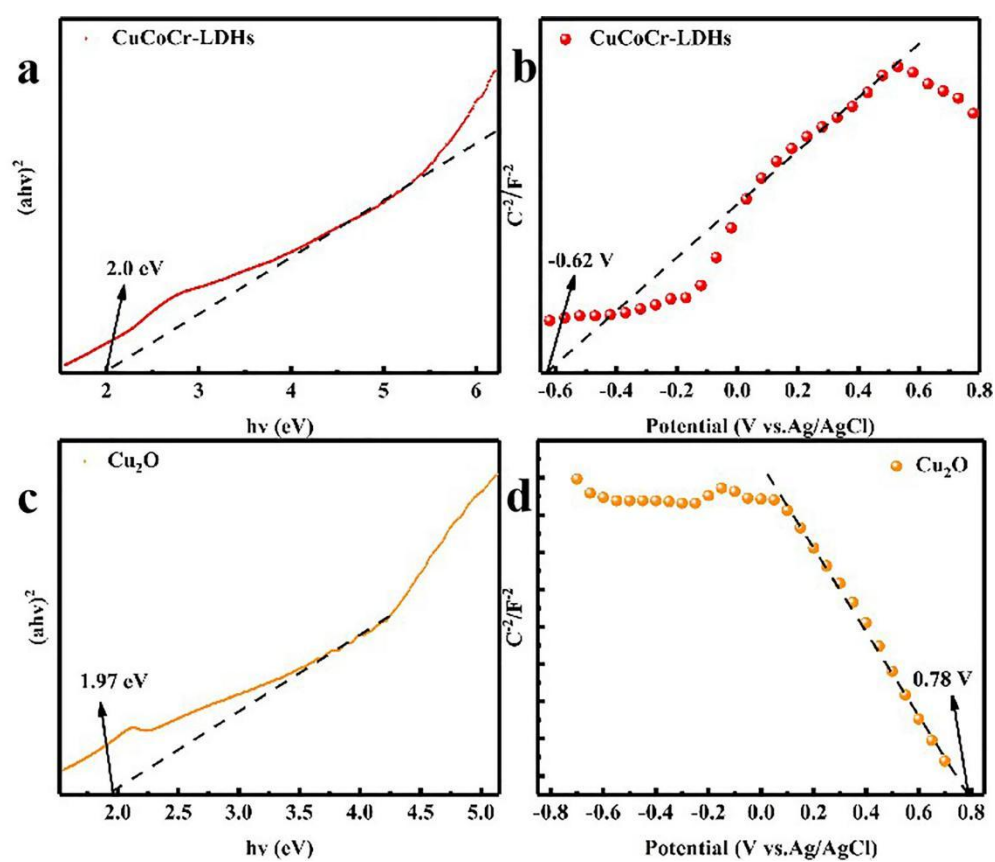 a
CuCoCr-LDHs
(ahν)²
2.0 eV
2 3 4 5 6
hν (eV)
b
CuCoCr-LDHs
C⁻²/F⁻²
-0.62 V
-0.6 -0.4 -0.2 0.0 0.2 0.4 0.6 0.8
Potential (V vs.Ag/AgCl)
c
Cu₂O
(ahν)²
1.97 eV
2.0 2.5 3.0 3.5 4.0 4.5 5.0
hν (eV)
d
Cu₂O
C⁻²/F⁻²
0.78 V
-0.8 -0.6 -0.4 -0.2 0.0 0.2 0.4 0.6 0.8
Potential (V vs.Ag/AgCl)